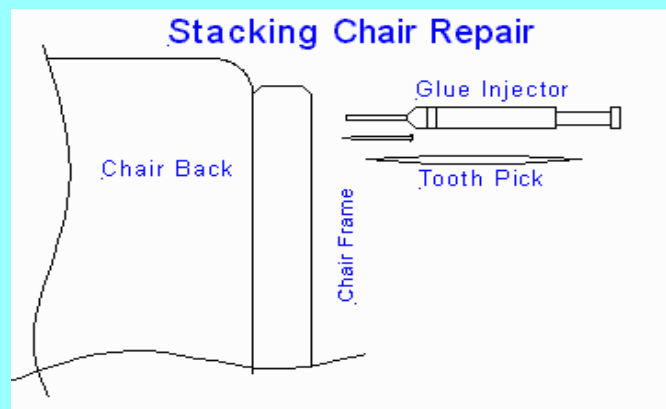 Stacking Chair Repair
Glue Injector
Chair Back
Tooth Pick
Chair Frame